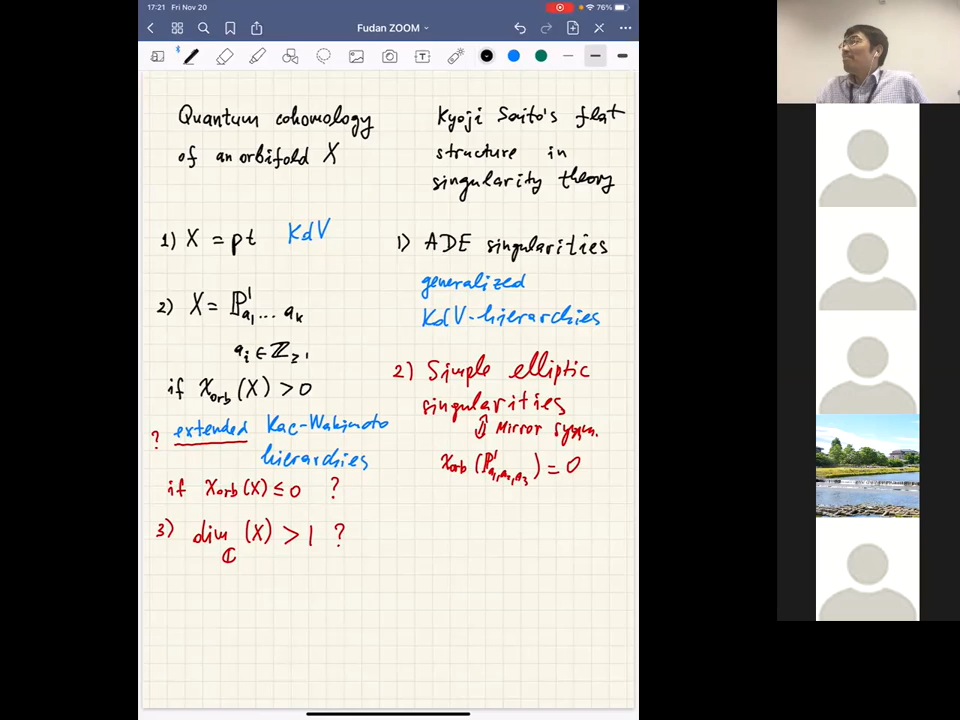 17:21 Fri Nov 20
76%
Fudan ZOOM
Quantum cohomology
of an orbifold X
1) X = pt KdV
2) X = ℙ¹ₐ₁...ₐₖ
aᵢ ∈ ℤ≥1
if χorb (X) > 0
? extended Kac-Wakimoto
hierarchies
if χorb (X) ≤ 0 ?
3) dim (X) > 1 ?
ℂ
Kyoji Saito's flat
structure in
singularity theory
1) ADE singularities
generalized
KdV-hierarchies
2) Simple elliptic
singularities
⇕ Mirror symm.
χorb (ℙ¹a₁,a₂,a₃) = 0